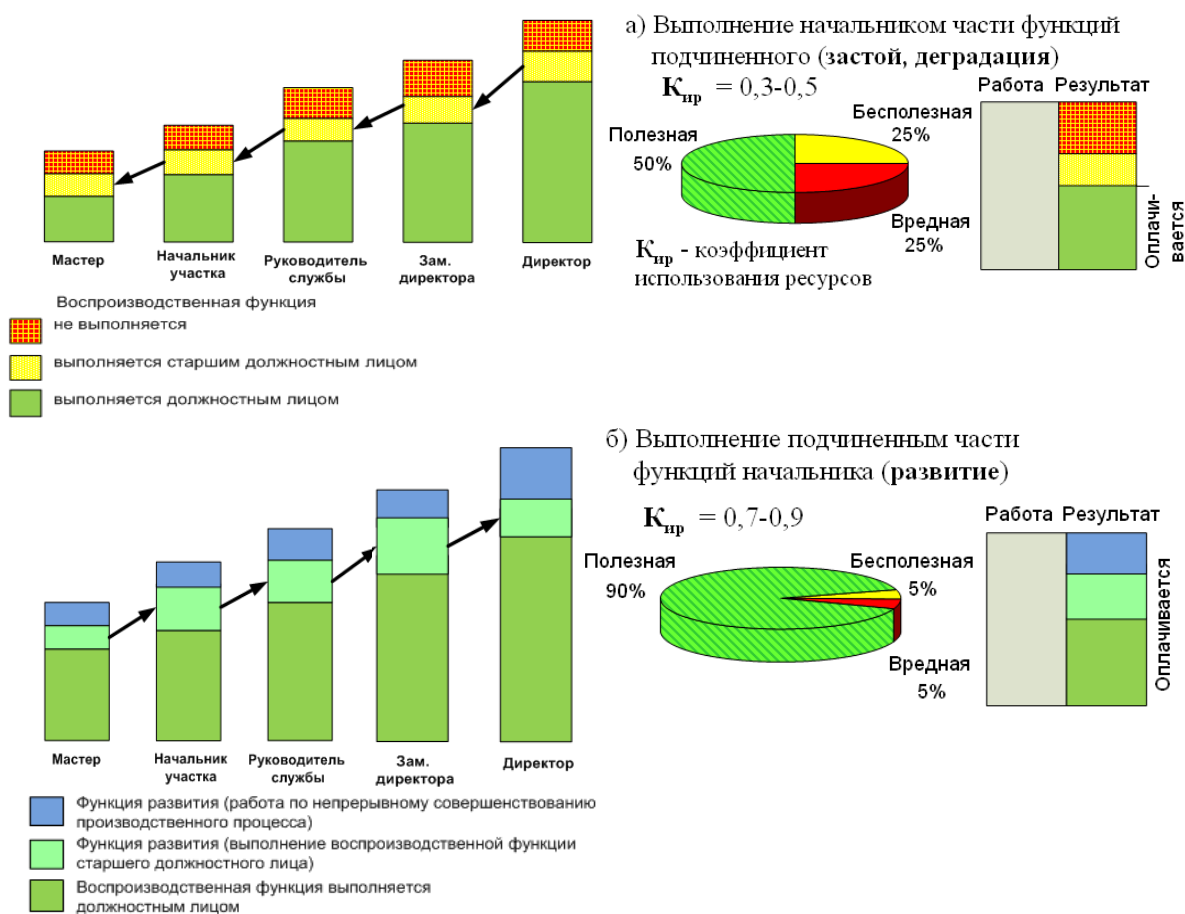 а) Выполнение начальником части функций
подчиненного (застой, деградация)
Кир = 0,3-0,5
Работа Результат
Полезная
50%
Бесполезная
25%
Вредная
25%
Оплачи-
вается
Кир - коэффициент
использования ресурсов
Мастер
Начальник
участка
Руководитель
службы
Зам.
директора
Директор
Воспроизводственная функция
не выполняется
выполняется старшим должностным лицом
выполняется должностным лицом
б) Выполнение подчиненным части
функций начальника (развитие)
Кир = 0,7-0,9
Работа Результат
Полезная
90%
Бесполезная
5%
Вредная
5%
Оплачивается
Мастер
Начальник
участка
Руководитель
службы
Зам.
директора
Директор
Функция развития (работа по непрерывному совершенствованию
производственного процесса)
Функция развития (выполнение воспроизводственной функции
старшего должностного лица)
Воспроизводственная функция выполняется
должностным лицом